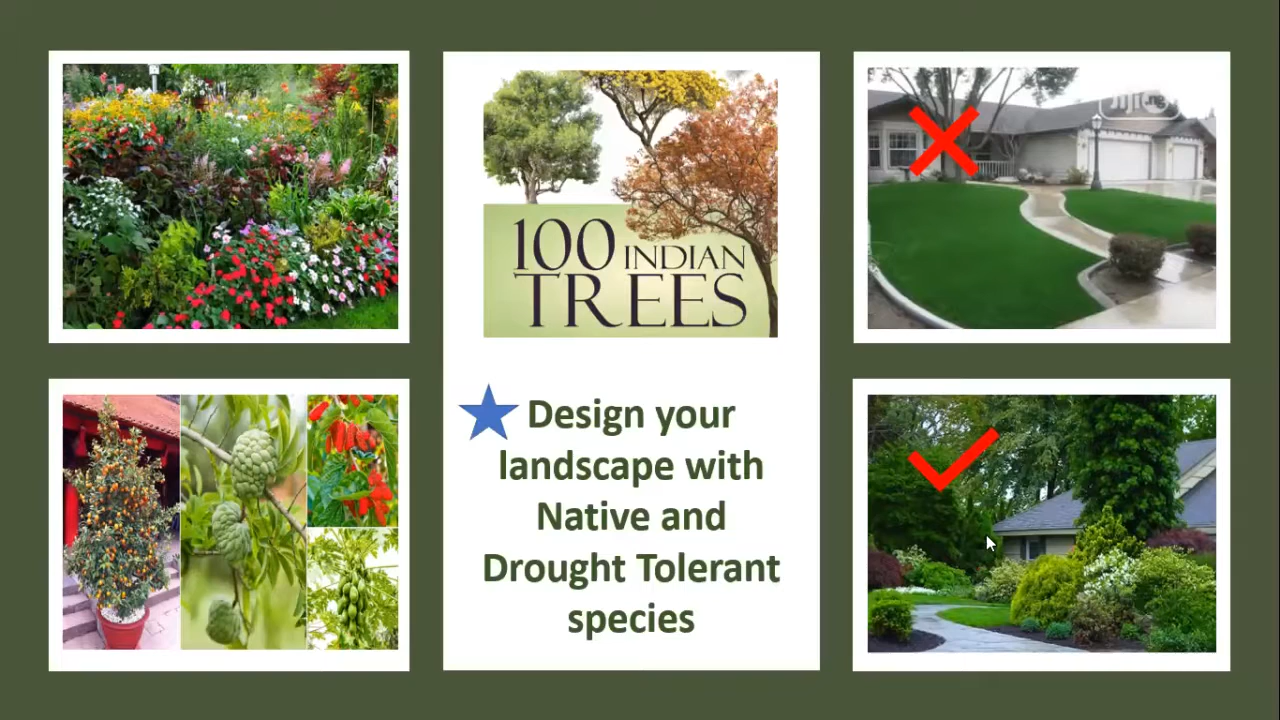 100 INDIAN
TREES
Design your
landscape with
Native and
Drought Tolerant
species